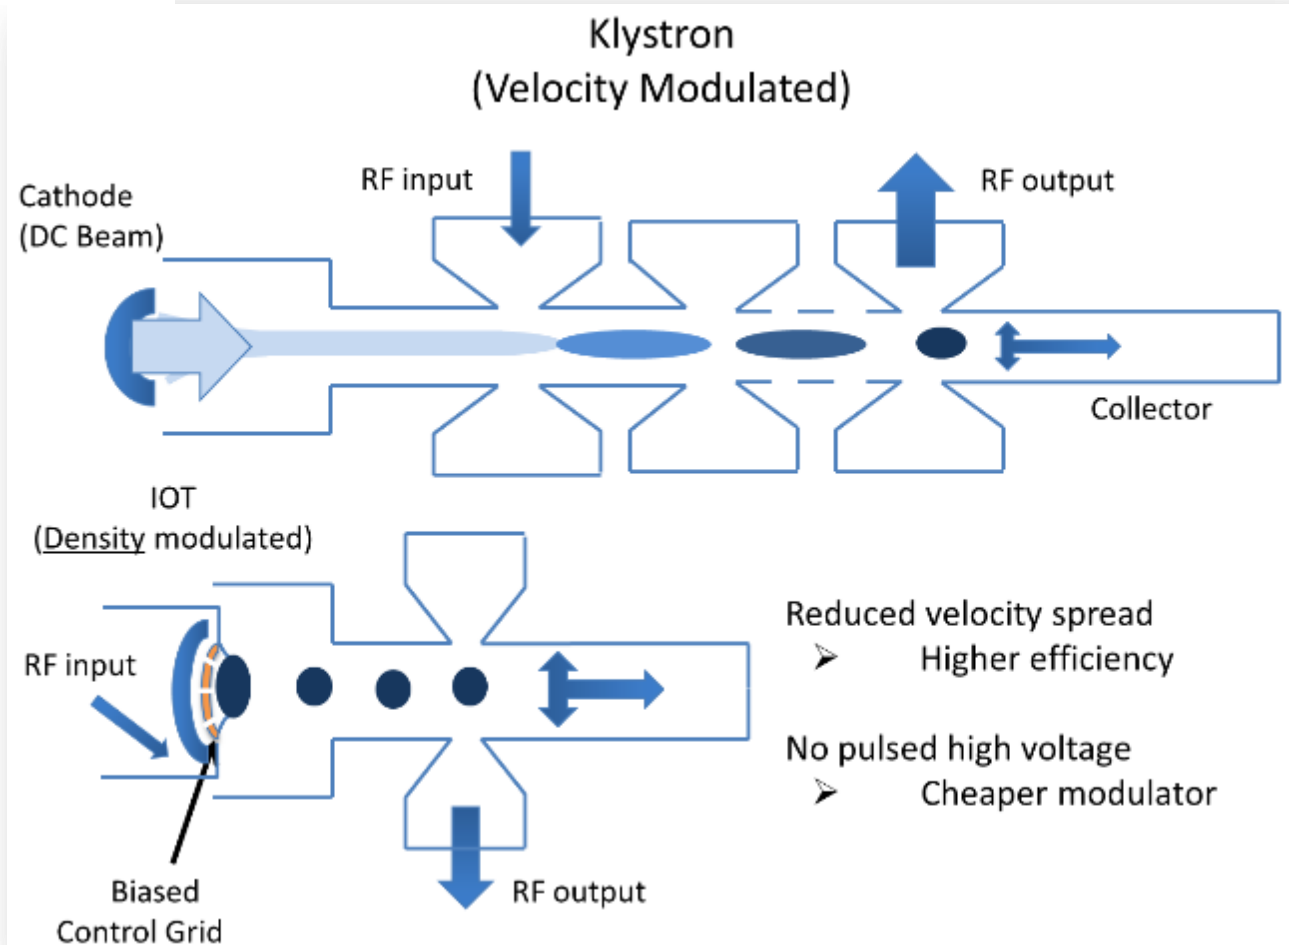 Klystron
(Velocity Modulated)
RF input
RF output
Cathode
(DC Beam)
Collector
IOT
(Density modulated)
RF input
Biased
Control Grid
RF output
Reduced velocity spread
➢ Higher efficiency
No pulsed high voltage
➢ Cheaper modulator